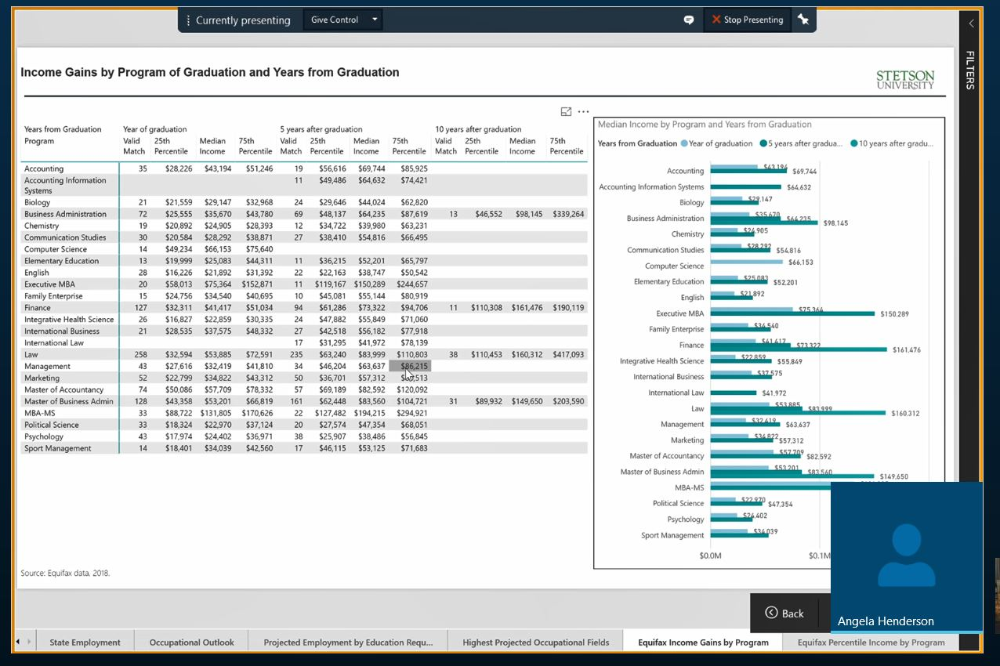 Currently presenting
Give Control
Stop Presenting
FILTERS
Income Gains by Program of Graduation and Years from Graduation
STETSON
UNIVERSITY
Years from Graduation Year of graduation 5 years after graduation 10 years after graduation
Program Valid Match 25th Percentile Median Income 75th Percentile Valid Match 25th Percentile Median Income 75th Percentile Valid Match 25th Percentile Median Income 75th Percentile
Accounting 35 $28,226 $43,194 $51,246 19 $56,616 $69,744 $85,925
Accounting Information Systems 11 $49,486 $64,632 $74,421
Biology 21 $21,559 $29,147 $32,968 24 $29,646 $44,024 $62,820
Business Administration 72 $25,555 $35,670 $43,780 69 $48,137 $64,235 $87,619 13 $46,552 $98,145 $339,264
Chemistry 19 $20,892 $24,905 $28,393 12 $34,722 $39,980 $63,231
Communication Studies 30 $20,584 $28,292 $38,871 27 $38,410 $54,816 $66,495
Computer Science 14 $49,234 $66,153 $75,640
Elementary Education 13 $19,999 $25,083 $44,311 11 $36,215 $52,201 $65,797
English 28 $16,226 $21,892 $31,392 22 $22,163 $38,747 $50,542
Executive MBA 20 $58,013 $75,364 $152,871 11 $119,167 $150,289 $244,657
Family Enterprise 15 $24,756 $34,540 $40,695 10 $45,081 $55,144 $80,919
Finance 127 $32,311 $41,417 $51,034 94 $61,286 $73,322 $94,706 11 $110,308 $161,476 $190,119
Integrative Health Science 26 $16,827 $22,859 $30,335 24 $47,882 $55,849 $71,060
International Business 21 $28,535 $37,575 $48,332 27 $42,518 $56,182 $77,918
International Law 17 $31,295 $41,972 $78,139
Law 258 $32,594 $53,885 $72,591 235 $63,240 $83,999 $110,803 38 $110,453 $160,312 $417,093
Management 43 $27,616 $32,419 $41,810 34 $46,204 $63,637 $86,215
Marketing 52 $22,799 $34,822 $43,312 50 $36,701 $57,312
Master of Accountancy 74 $50,086 $57,709 $78,332 57 $69,189 $82,592 $120,092
Master of Business Admin 128 $43,358 $53,201 $66,819 161 $62,448 $83,560 $104,721 31 $89,932 $149,650 $203,590
MBA-MS 33 $88,722 $131,805 $170,626 22 $127,482 $194,215 $294,921
Political Science 33 $18,324 $22,970 $37,124 20 $27,574 $47,354 $68,051
Psychology 43 $17,974 $24,402 $36,971 38 $25,907 $38,486 $56,845
Sport Management 14 $18,401 $34,039 $42,560 17 $46,115 $53,125 $71,683
Median Income by Program and Years from Graduation
Years from Graduation Year of graduation 5 years after gradua... 10 years after gradu...
Accounting $43,194 $69,744
Accounting Information Systems $64,632
Biology $29,147
Business Administration $35,670 $64,235 $98,145
Chemistry $24,905
Communication Studies $28,292 $54,816
Computer Science $66,153
Elementary Education $25,083 $52,201
English $21,892
Executive MBA $75,364 $150,289
Family Enterprise $34,540
Finance $41,417 $73,322 $161,476
Integrative Health Science $22,859 $55,849
International Business $37,575
International Law $41,972
Law $53,885 $83,999 $160,312
Management $32,419 $63,637
Marketing $34,822 $57,312
Master of Accountancy $57,709 $82,592
Master of Business Admin $53,201 $83,560 $149,650
MBA-MS
Political Science $22,970 $47,354
Psychology $24,402
Sport Management $34,039
$0.0M $0.1M
Source: Equifax data, 2018.
Back
Angela Henderson
State Employment
Occupational Outlook
Projected Employment by Education Requ...
Highest Projected Occupational Fields
Equifax Income Gains by Program
Equifax Percentile Income by Program